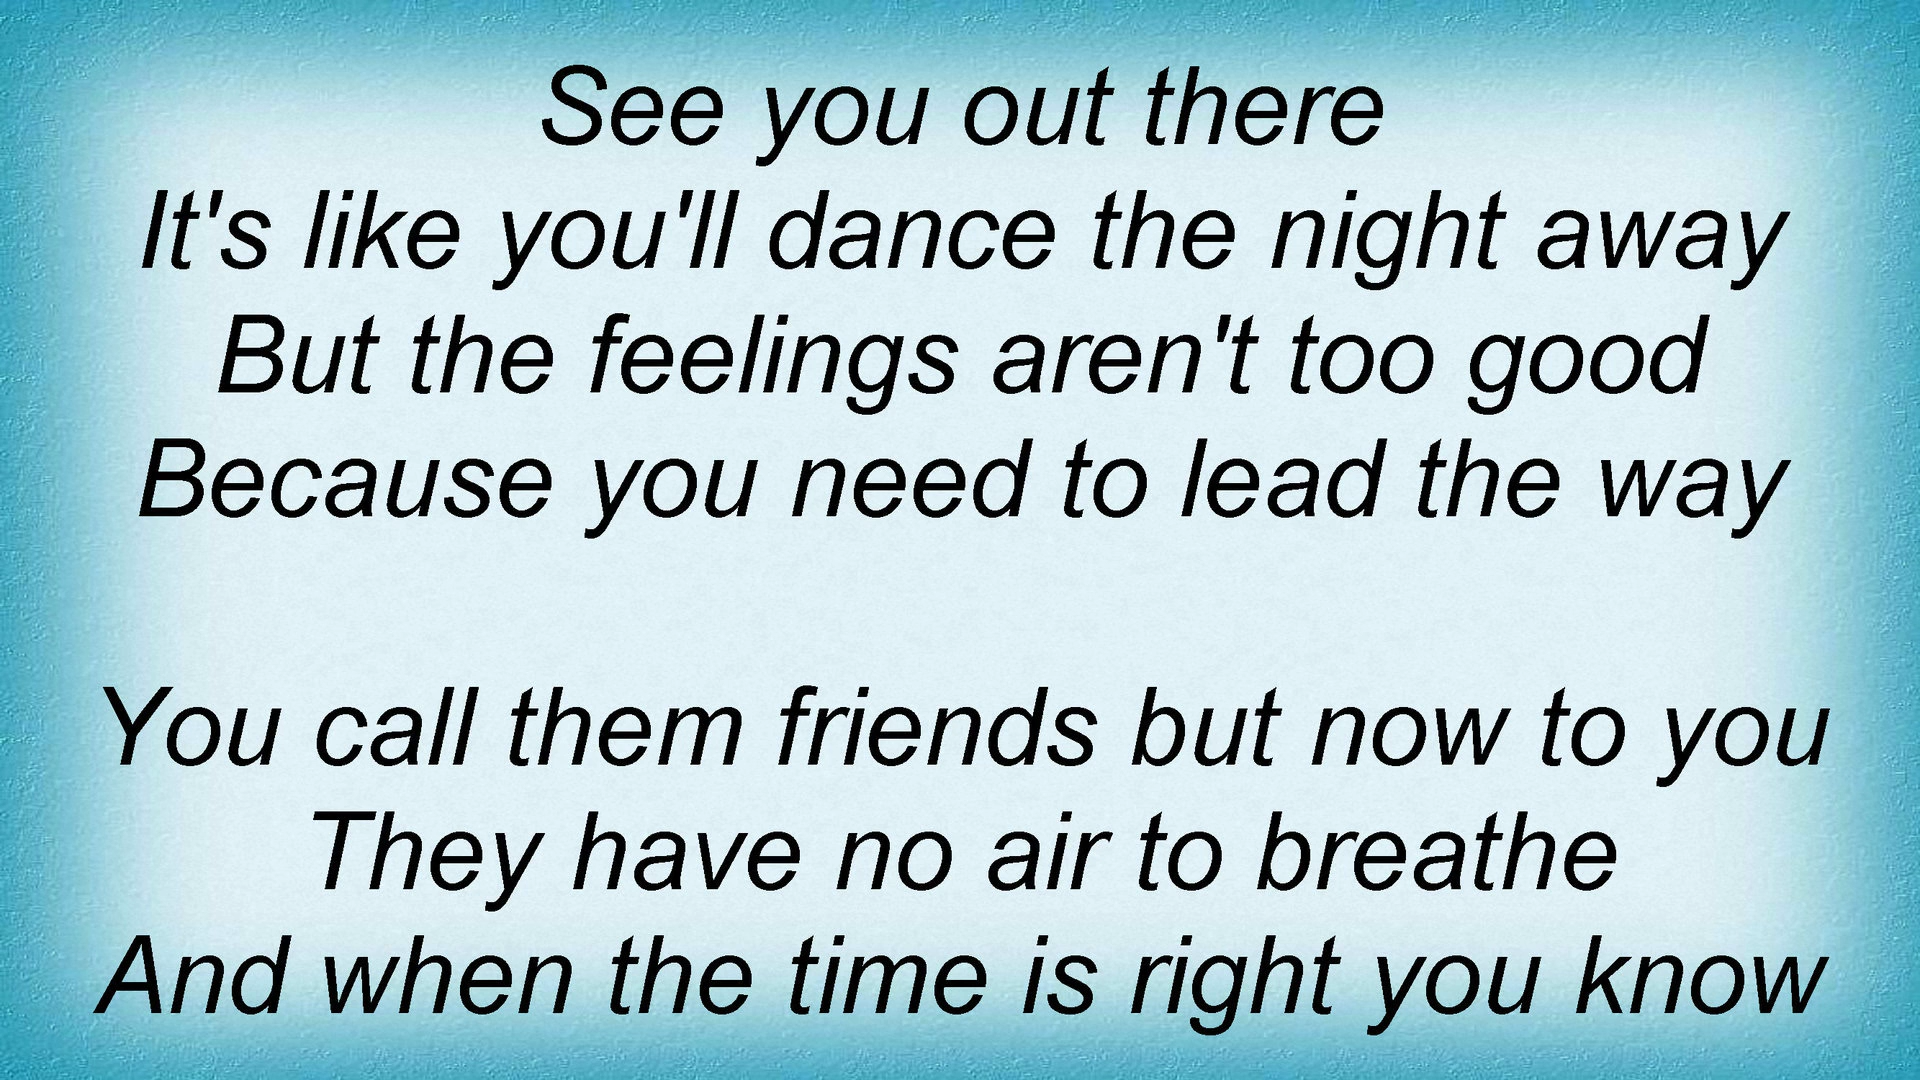 See you out there
It's like you'll dance the night away
But the feelings aren't too good
Because you need to lead the way
You call them friends but now to you
They have no air to breathe
And when the time is right you know